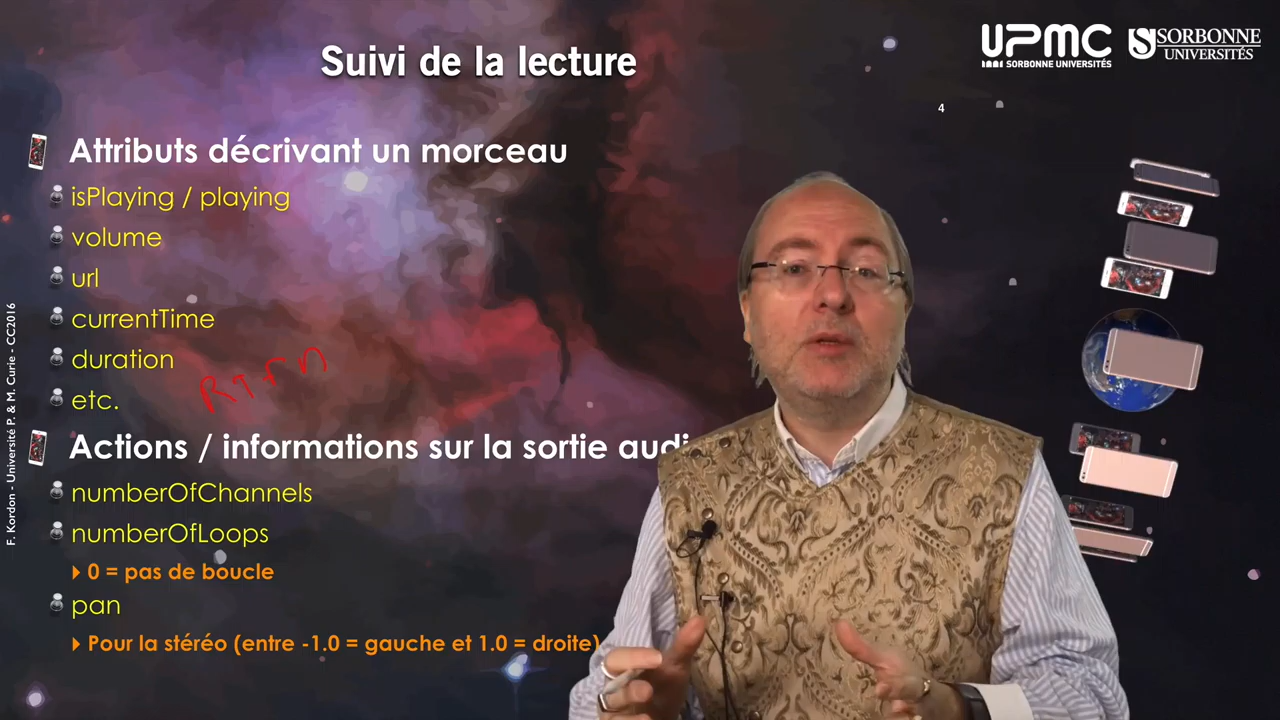 Suivi de la lecture
UPMC
SORBONNE UNIVERSITÉS
SORBONNE
UNIVERSITÉS
4
Attributs décrivant un morceau
isPlaying / playing
volume
url
currentTime
duration
etc.
Actions / informations sur la sortie audi
numberOfChannels
numberOfLoops
0 = pas de boucle
pan
Pour la stéréo (entre -1.0 = gauche et 1.0 = droite)
F. Kordon - Université P. & M. Curie - CC2016